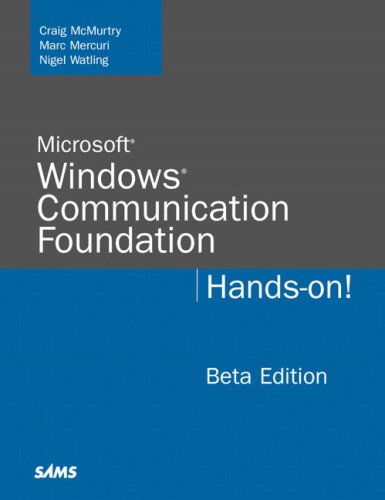 Craig McMurtry
Marc Mercuri
Nigel Watling
Microsoft®
Windows®
Communication
Foundation
Hands-on!
Beta Edition
SAMS